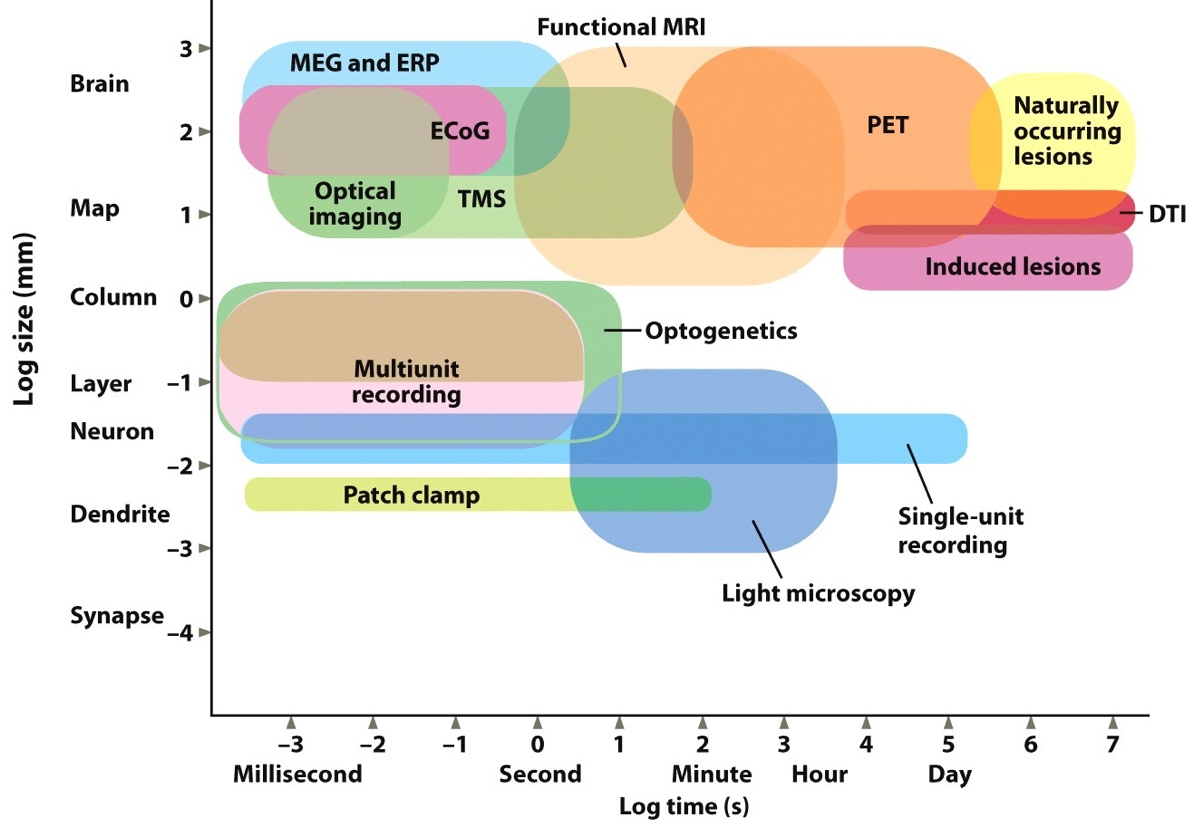 Functional MRI
MEG and ERP
Brain
ECoG
PET
Naturally
occurring
lesions
Optical
imaging
TMS
Map
DTI
Induced lesions
Column
Optogenetics
Multiunit
recording
Layer
Neuron
Patch clamp
Dendrite
Single-unit
recording
Light microscopy
Synapse
Log size (mm)
3
2
1
0
–1
–2
–3
–4
–3 –2 –1 0 1 2 3 4 5 6 7
Millisecond Second Minute Hour Day
Log time (s)